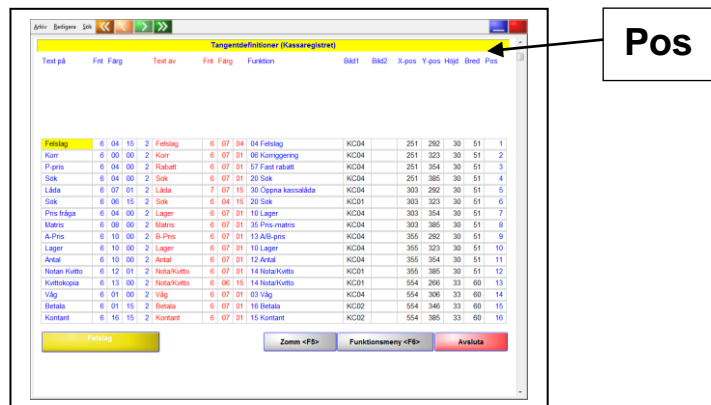 Arkiv Redigera Sök
Pos
Tangentdefinitioner (Kassaregistret)
Text på Fnt Färg Text av Fnt Färg Funktion Bild1 Bild2 X-pos Y-pos Höjd Bred Pos
Felslag 6 04 15 2 Felslag 6 07 04 04 Felslag KC04 251 292 30 51 1
Korr 6 00 00 2 Korr 6 07 01 06 Korriggering KC04 251 323 30 51 2
P-pris 6 04 00 2 Rabatt 6 07 01 57 Fast rabatt KC04 251 354 30 51 3
Sök 6 04 00 2 Sök 6 07 01 20 Sök KC04 251 385 30 51 4
Låda 6 07 01 2 Låda 7 07 15 30 Öppna kassalåda KC04 303 292 30 51 5
Sök 6 06 15 2 Sök 6 04 15 20 Sök KC01 303 323 30 51 6
Pris fråga 6 04 00 2 Lager 6 07 01 10 Lager KC04 303 354 30 51 7
Matris 6 08 00 2 Matris 6 07 01 35 Pris-matris KC04 303 385 30 51 8
A-Pris 6 10 00 2 B-Pris 6 07 01 13 A/B-pris KC04 355 292 30 51 9
Lager 6 10 00 2 Lager 6 07 01 10 Lager KC04 355 323 30 51 10
Antal 6 10 00 2 Antal 6 07 01 12 Antal KC04 355 354 30 51 11
Notan Kvitto 6 12 01 2 Nota/Kvitto 6 07 01 14 Nota/Kvitto KC01 355 385 30 51 12
Kvittokopia 6 13 00 2 Nota/Kvitto 6 06 15 14 Nota/Kvitto KC01 554 266 33 60 13
Våg 6 01 00 2 Våg 6 07 01 03 Våg KC04 554 306 33 60 14
Betala 6 01 15 2 Betala 6 07 01 16 Betala KC02 554 346 33 60 15
Kontant 6 16 15 2 Kontant 6 07 01 15 Kontant KC02 554 385 33 60 16
Felslag Zomm <F5> Funktionsmeny <F6> Avsluta